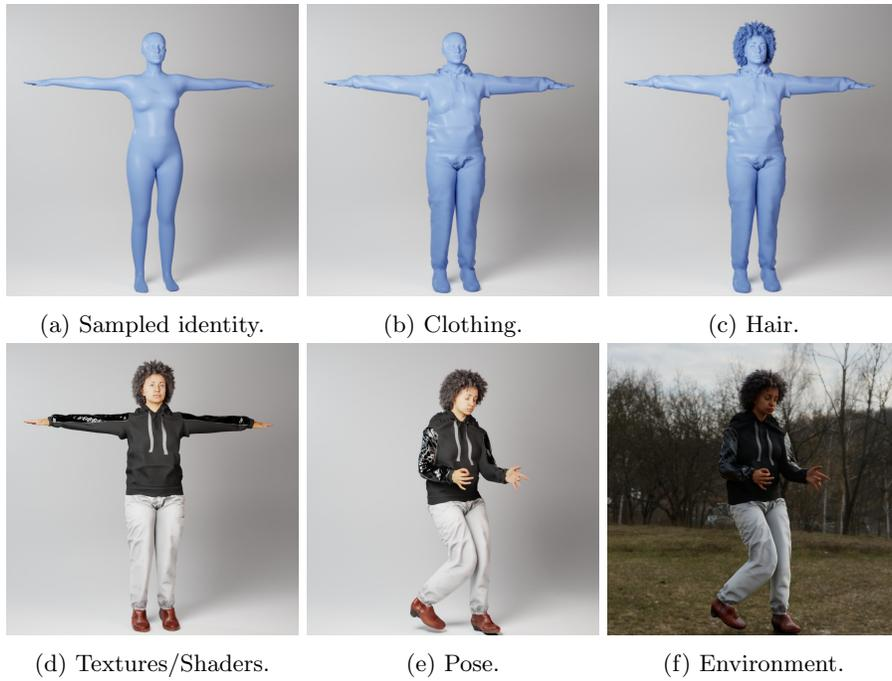 (a) Sampled identity.
(b) Clothing.
(c) Hair.
(d) Textures/Shaders.
(e) Pose.
(f) Environment.